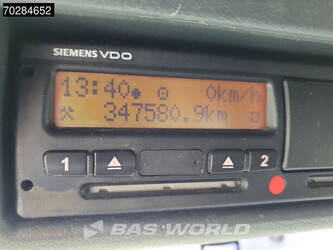 70284652
SIEMENS VDO
13:40 0km/h
347580.9km
1 2
BAS WORLD